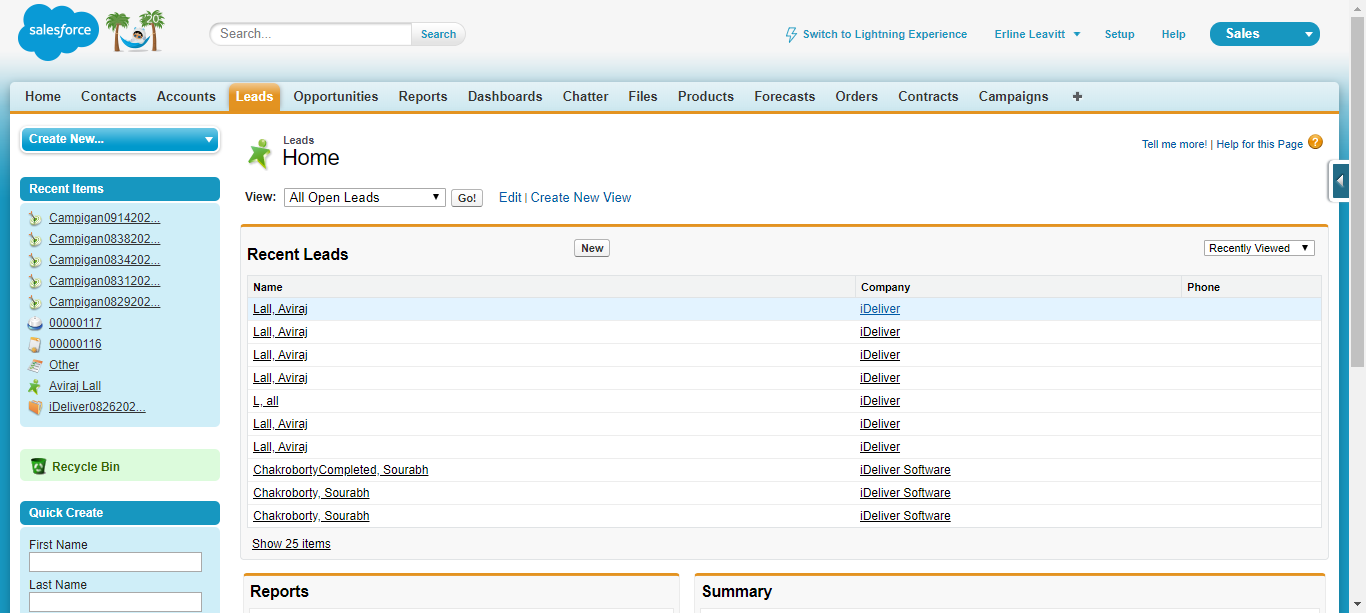 salesforce
20
Search...
Search
Switch to Lightning Experience
Erline Leavitt
Setup
Help
Sales
Home Contacts Accounts Leads Opportunities Reports Dashboards Chatter Files Products Forecasts Orders Contracts Campaigns +
Create New...
Recent Items
Campigan0914202...
Campigan0838202...
Campigan0834202...
Campigan0831202...
Campigan0829202...
00000117
00000116
Other
Aviraj Lall
iDeliver0826202...
Recycle Bin
Quick Create
First Name
Last Name
Leads
Home
Tell me more! | Help for this Page ?
View: All Open Leads Go! Edit | Create New View
Recent Leads New Recently Viewed
Name Company Phone
Lall, Aviraj iDeliver
Lall, Aviraj iDeliver
Lall, Aviraj iDeliver
Lall, Aviraj iDeliver
L, all iDeliver
Lall, Aviraj iDeliver
Lall, Aviraj iDeliver
ChakrobortyCompleted, Sourabh iDeliver Software
Chakroborty, Sourabh iDeliver Software
Chakroborty, Sourabh iDeliver Software
Show 25 items
Reports
Summary